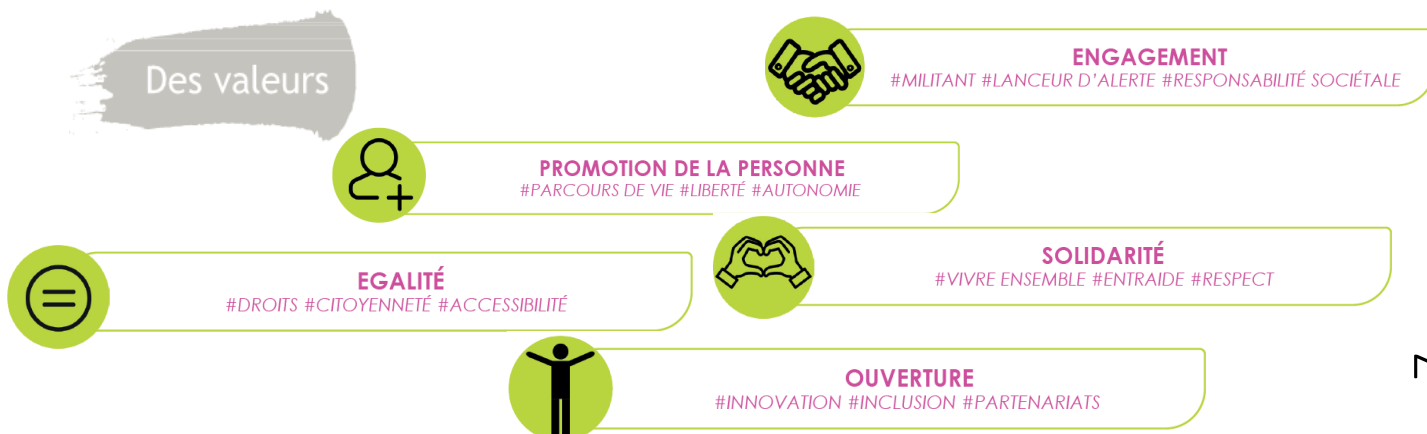 Des valeurs
ENGAGEMENT
#MILITANT #LANCEUR D'ALERTE #RESPONSABILITÉ SOCIÉTALE
PROMOTION DE LA PERSONNE
#PARCOURS DE VIE #LIBERTÉ #AUTONOMIE
SOLIDARITÉ
#VIVRE ENSEMBLE #ENTRAIDE #RESPECT
EGALITÉ
#DROITS #CITOYENNETÉ #ACCESSIBILITÉ
OUVERTURE
#INNOVATION #INCLUSION #PARTENARIATS